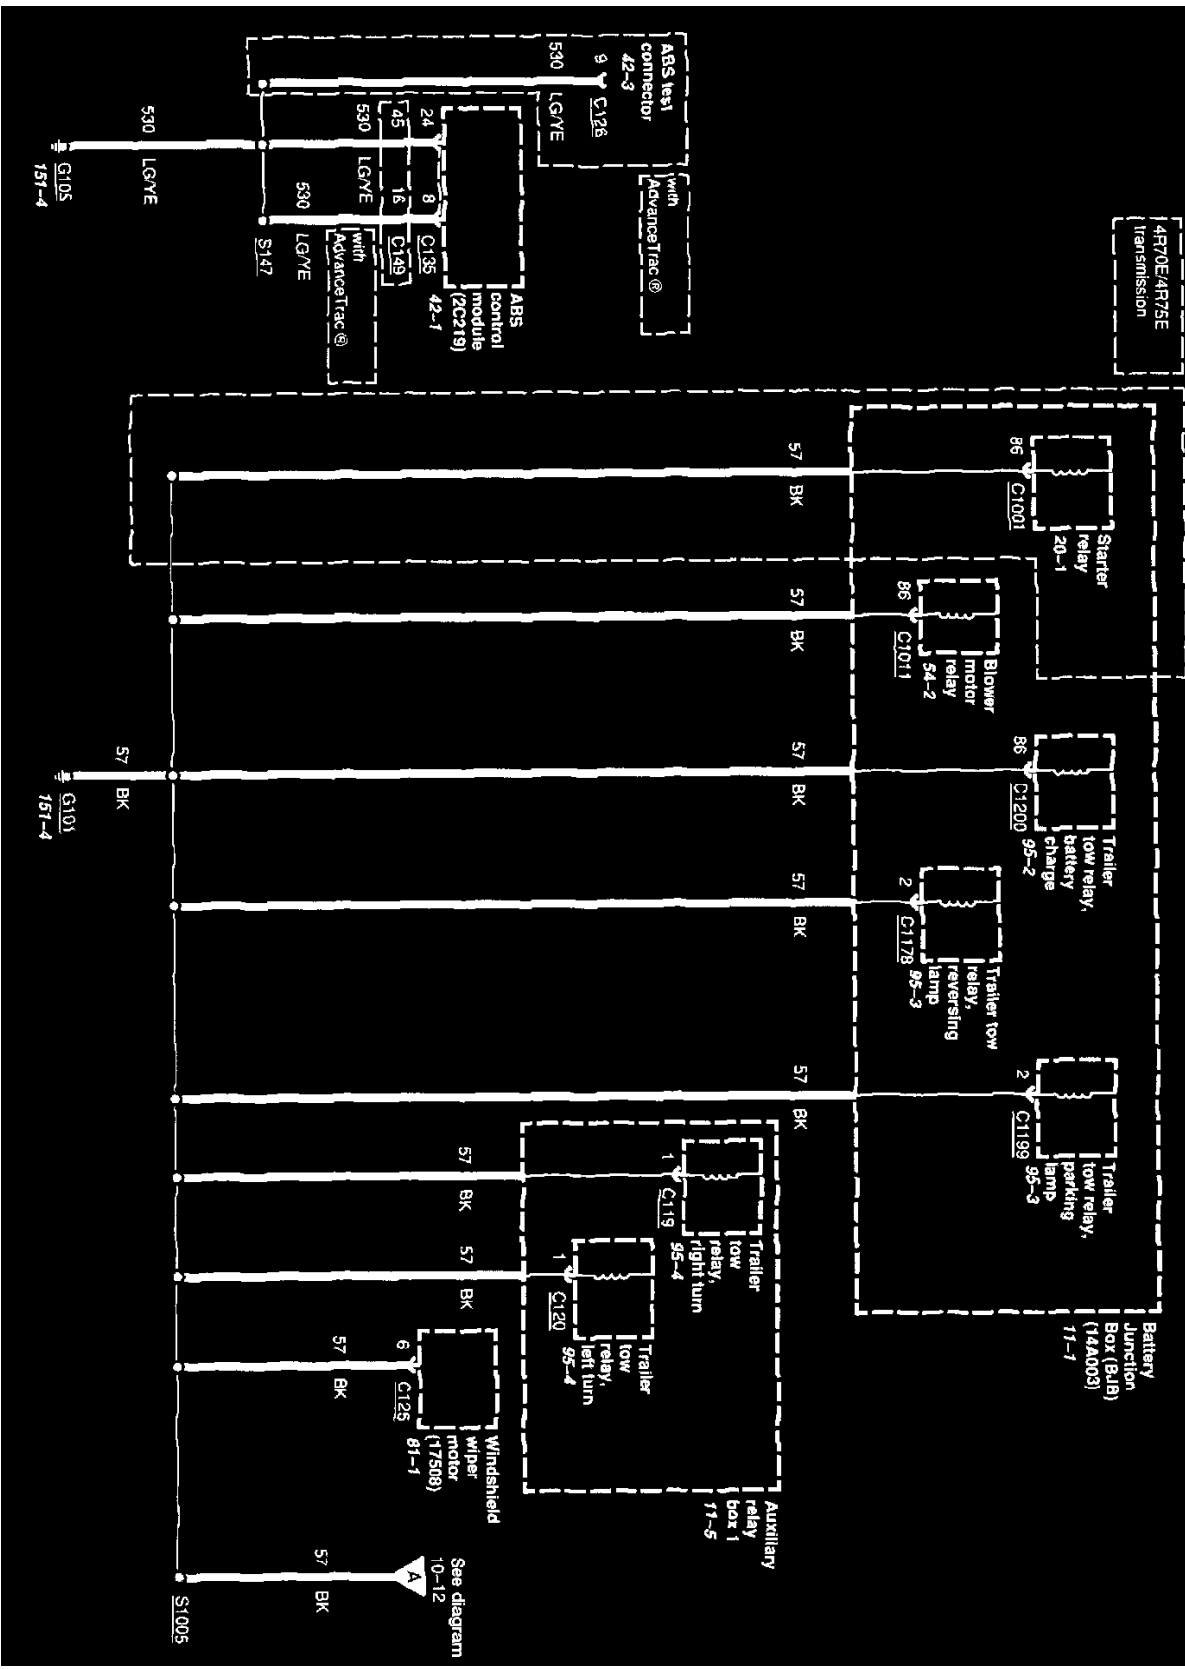 ABS test
connector
42-3
9
C126
530
LG/YE
with
AdvanceTrac®
4R70E/4R75E
transmission
24
8
C135
ABS
control
module
(2C219)
42-1
45
16
C149
530
LG/YE
530
LG/YE
with
AdvanceTrac®
530
LG/YE
S147
G105
151-4
86
C1001
Starter
relay
20-1
57
BK
86
C1011
Blower
motor
relay
54-2
57
BK
86
C1200
Trailer
tow relay,
battery
charge
95-2
57
BK
2
C1178
Trailer tow
relay,
reversing
lamp
95-3
57
BK
2
C1199
Trailer
tow relay,
parking
lamp
95-3
57
BK
Battery
Junction
Box (BJB)
(14A003)
11-1
1
C119
Trailer
tow
relay,
right turn
95-4
57
BK
1
C120
Trailer
tow
relay,
left turn
95-4
57
BK
Auxiliary
relay
box 1
11-5
6
C125
Windshield
wiper
motor
(17508)
81-1
57
BK
See diagram
10-12
A
57
BK
S1005
57
BK
G101
151-4